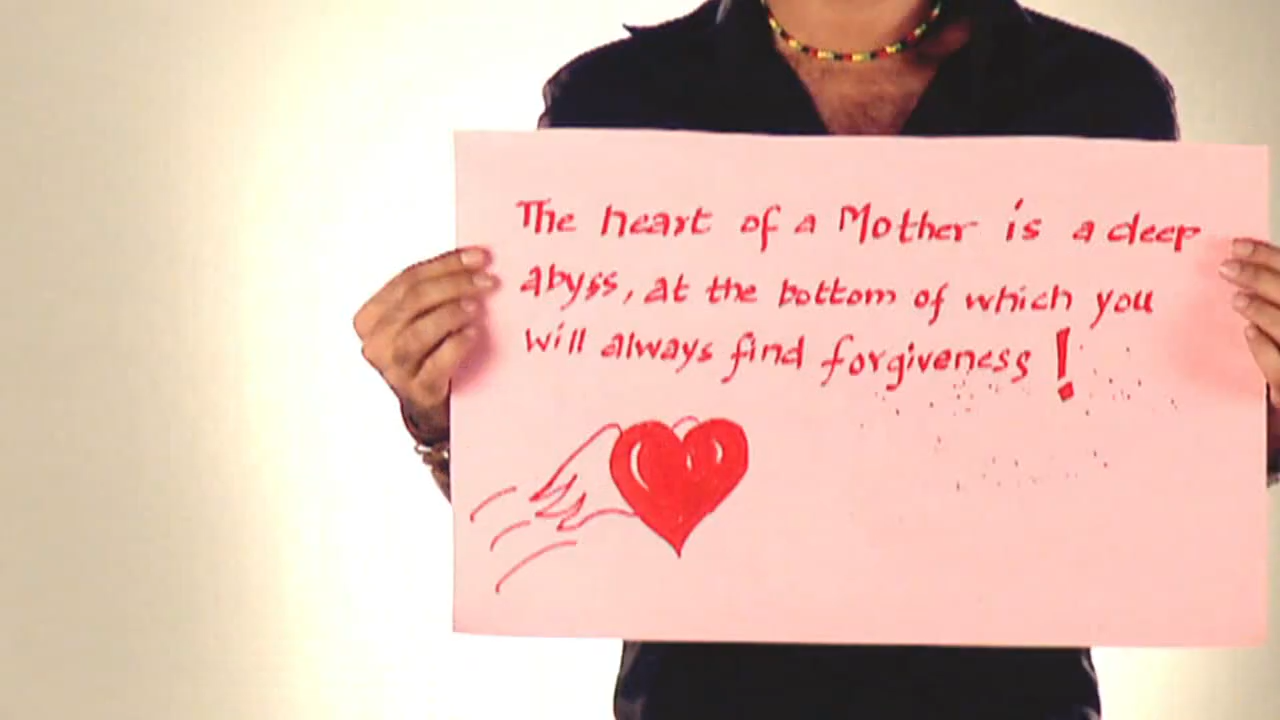 The heart of a Mother is a deep
abyss, at the bottom of which you
will always find forgiveness!